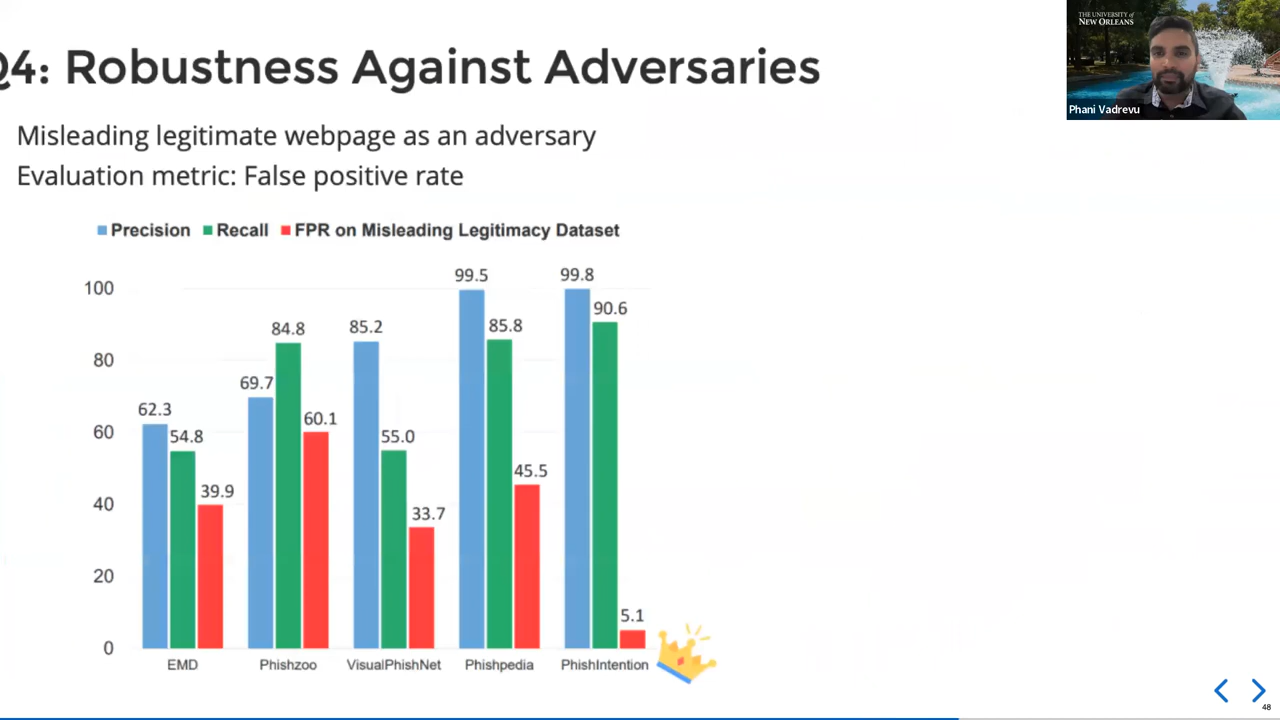 Q4: Robustness Against Adversaries
THE UNIVERSITY of
NEW ORLEANS
Phani Vadrevu
Misleading legitimate webpage as an adversary
Evaluation metric: False positive rate
Precision Recall FPR on Misleading Legitimacy Dataset
100
80
60
40
20
0
62.3
54.8
39.9
69.7
84.8
60.1
85.2
55.0
33.7
99.5
85.8
45.5
99.8
90.6
5.1
EMD Phishzoo VisualPhishNet Phishpedia PhishIntention
48